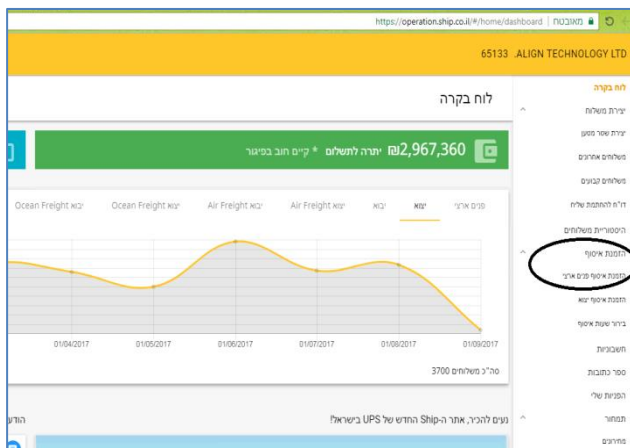 https://operation.ship.co.il/#/home/dashboard | מאובטח
65133 .ALIGN TECHNOLOGY LTD
לוח בקרה
יצירת משלוח
יצירת שטר מטען
משלוחים אחרונים
משלוחים קבועים
דו"ח להחתמת שליח
היסטוריית משלוחים
הזמנת איסוף
הזמנת איסוף פנים ארצי
הזמנת איסוף יצוא
בירור שעות איסוף
חשבוניות
ספר כתובות
הפניות שלי
תמחור
מחירונים
לוח בקרה
₪2,967,360 יתרה לתשלום * קיים חוב בפיגור
פנים ארצי יצוא יבוא Air Freight יצוא Air Freight יבוא Ocean Freight יצוא Ocean Freight יבוא
01/04/2017 01/05/2017 01/06/2017 01/07/2017 01/08/2017 01/09/2017
סה"כ משלוחים 3700
נעים להכיר, אתר ה-Ship החדש של UPS בישראל!